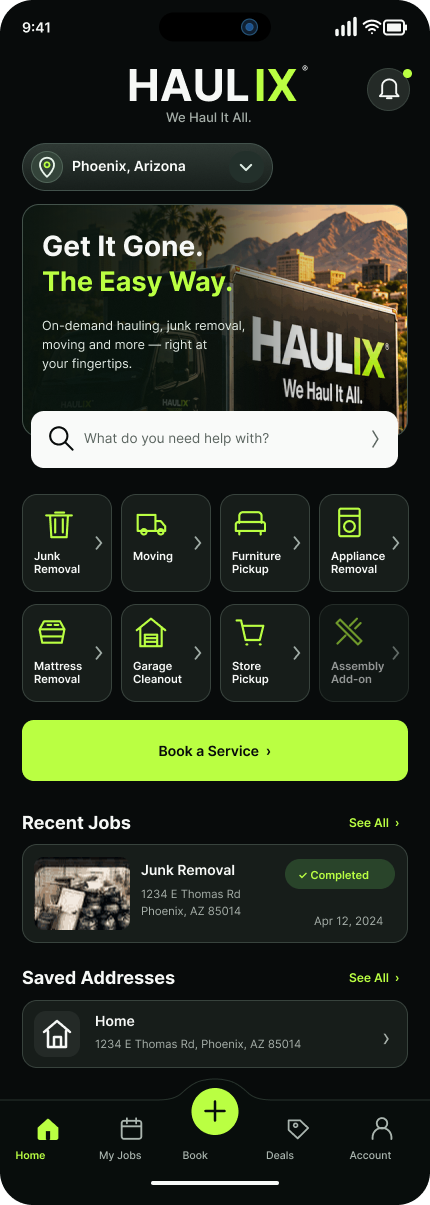 9:41
HAULIX®
We Haul It All.
Phoenix, Arizona
Get It Gone.
The Easy Way.
On-demand hauling, junk removal,
moving and more — right at
your fingertips.
HAULIX®
We Haul It All.
HAULIX
HAULIX
What do you need help with?
Junk
Removal
Moving
Furniture
Pickup
Appliance
Removal
Mattress
Removal
Garage
Cleanout
Store
Pickup
Assembly
Add-on
Book a Service ›
Recent Jobs
See All ›
Junk Removal
1234 E Thomas Rd
Phoenix, AZ 85014
✓ Completed
Apr 12, 2024
Saved Addresses
See All ›
Home
1234 E Thomas Rd, Phoenix, AZ 85014
Home
My Jobs
Book
Deals
Account